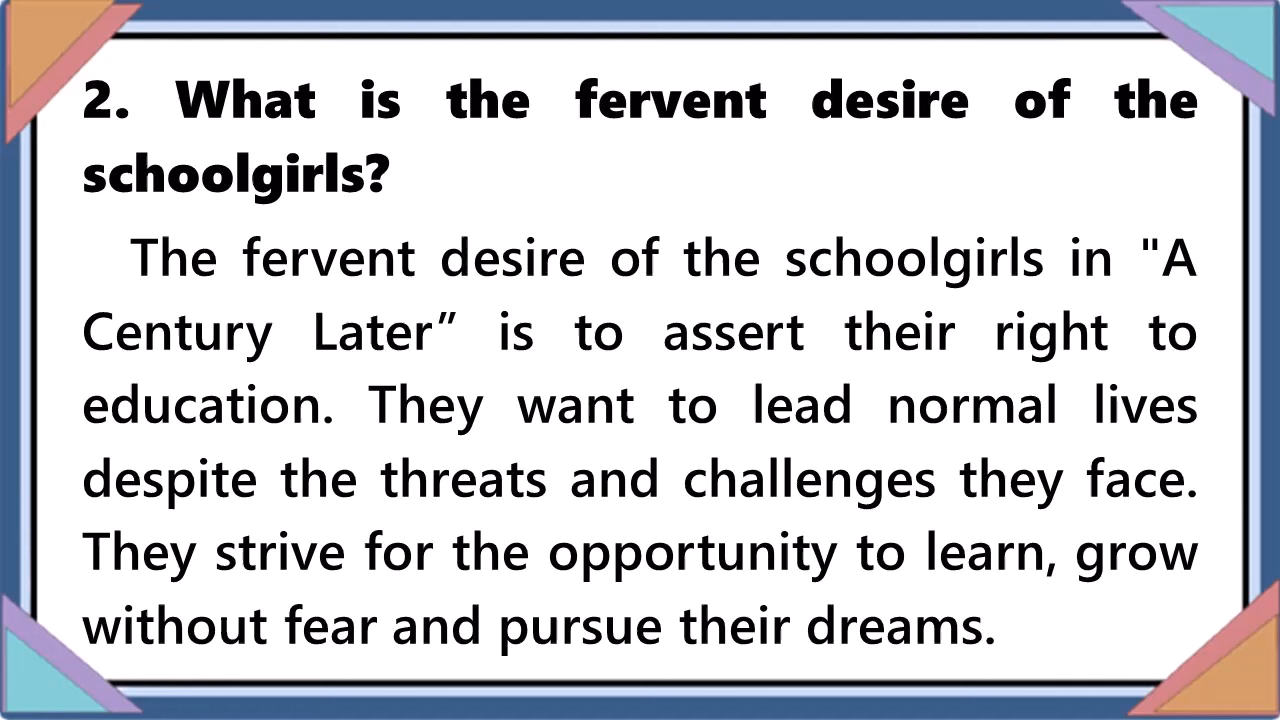 2. What is the fervent desire of the
schoolgirls?
The fervent desire of the schoolgirls in "A
Century Later” is to assert their right to
education. They want to lead normal lives
despite the threats and challenges they face.
They strive for the opportunity to learn, grow
without fear and pursue their dreams.